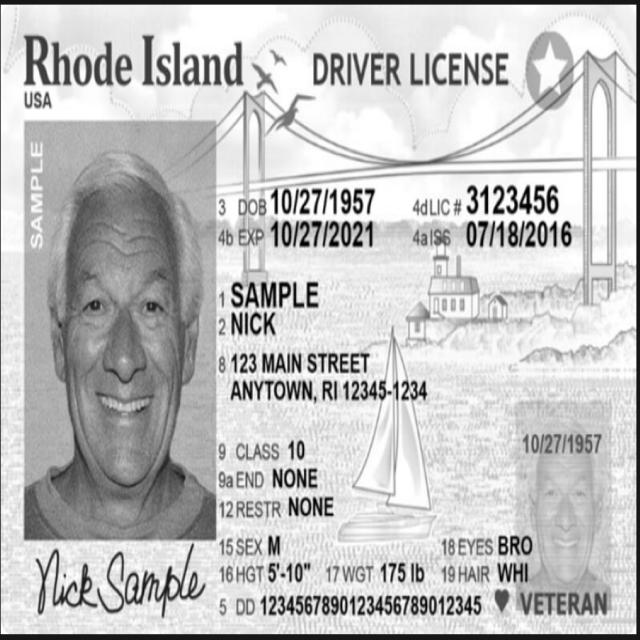 Rhode Island DRIVER LICENSE
USA
SAMPLE
3 DOB 10/27/1957 4d LIC # 3123456
4b EXP 10/27/2021 4a ISS 07/18/2016
1 SAMPLE
2 NICK
8 123 MAIN STREET
ANYTOWN, RI 12345-1234
9 CLASS 10
10/27/1957
9a END NONE
12 RESTR NONE
15 SEX M 18 EYES BRO
16 HGT 5'-10" 17 WGT 175 lb 19 HAIR WHI
Nick Sample
5 DD 1234567890123456789012345 VETERAN